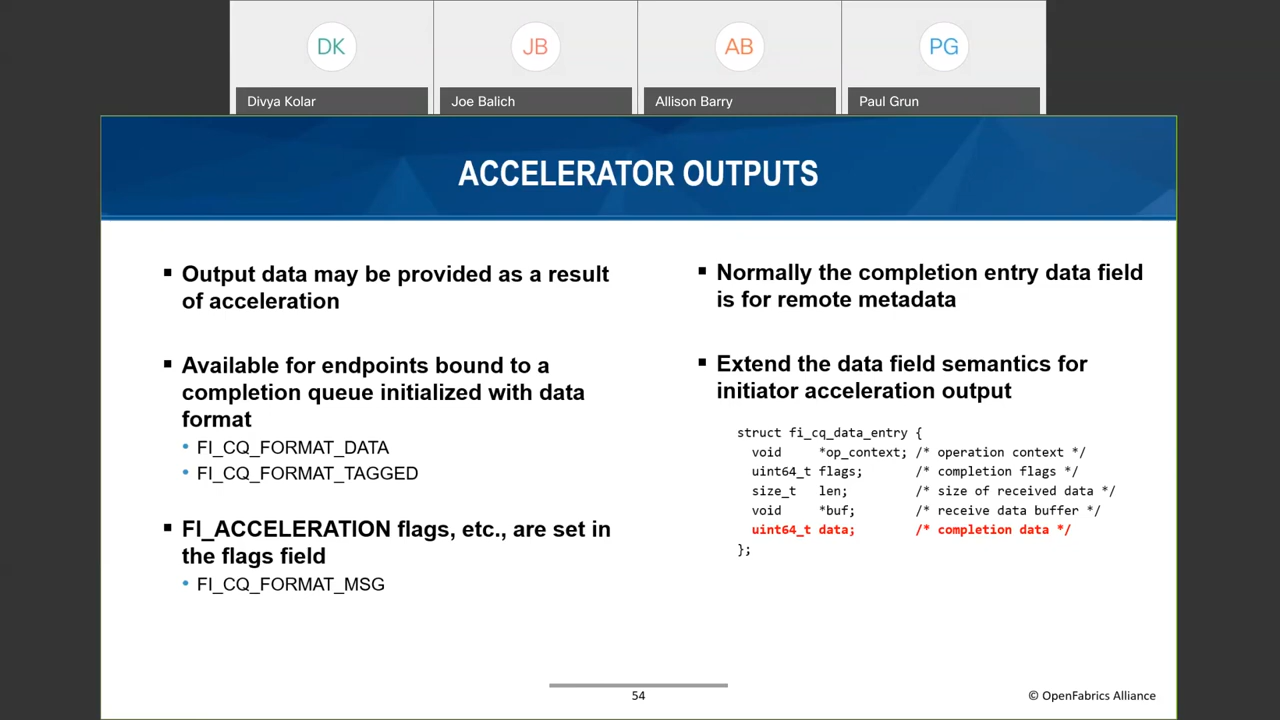 DK
JB
AB
PG
Divya Kolar
Joe Balich
Allison Barry
Paul Grun
ACCELERATOR OUTPUTS
▪ Output data may be provided as a result
of acceleration
▪ Available for endpoints bound to a
completion queue initialized with data
format
• FI_CQ_FORMAT_DATA
• FI_CQ_FORMAT_TAGGED
▪ FI_ACCELERATION flags, etc., are set in
the flags field
• FI_CQ_FORMAT_MSG
▪ Normally the completion entry data field
is for remote metadata
▪ Extend the data field semantics for
initiator acceleration output
struct fi_cq_data_entry {
void *op_context; /* operation context */
uint64_t flags; /* completion flags */
size_t len; /* size of received data */
void *buf; /* receive data buffer */
uint64_t data; /* completion data */
};
54
© OpenFabrics Alliance